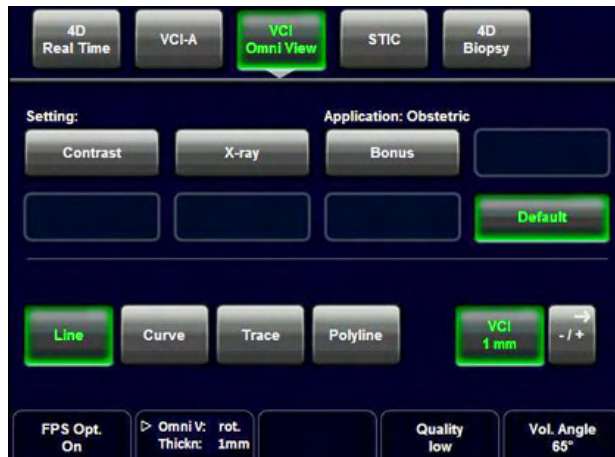 4D
Real Time
VCI-A
VCI
Omni View
STIC
4D
Biopsy
Setting:
Application: Obstetric
Contrast
X-ray
Bonus
Default
Line
Curve
Trace
Polyline
VCI
1 mm
- / +
FPS Opt.
On
Omni V: rot.
Thickn: 1mm
Quality
low
Vol. Angle
65°